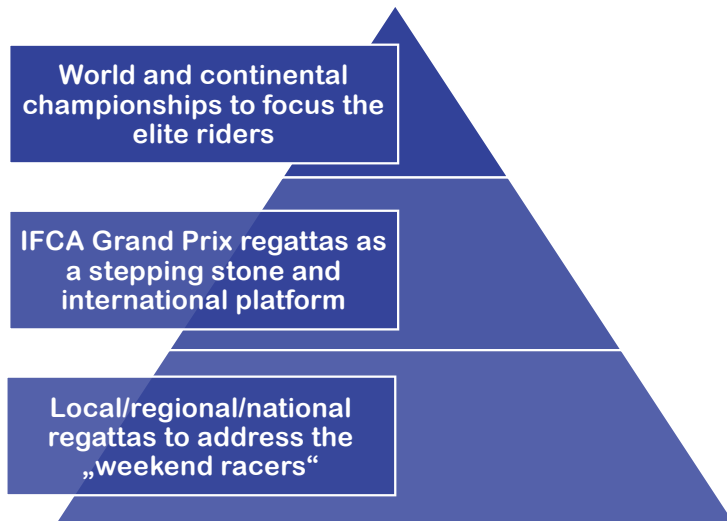 World and continental
championships to focus the
elite riders
IFCA Grand Prix regattas as
a stepping stone and
international platform
Local/regional/national
regattas to address the
„weekend racers“